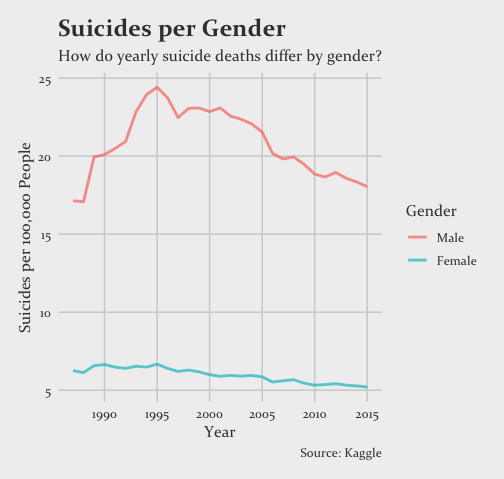 Suicides per Gender
How do yearly suicide deaths differ by gender?
25
20
15
10
5
Suicides per 100,000 People
1990 1995 2000 2005 2010 2015
Year
Gender
Male
Female
Source: Kaggle